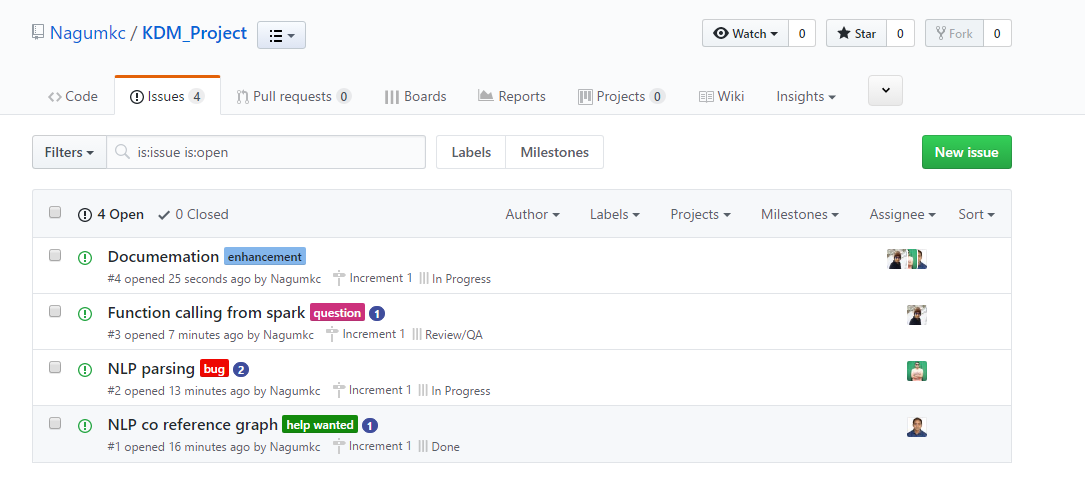 Nagumkc / KDM_Project
Watch 0 Star 0 Fork 0
Code Issues 4 Pull requests 0 Boards Reports Projects 0 Wiki Insights
Filters is:issue is:open Labels Milestones New issue
4 Open 0 Closed Author Labels Projects Milestones Assignee Sort
Documemation enhancement
#4 opened 25 seconds ago by Nagumkc Increment 1 In Progress
Function calling from spark question 1
#3 opened 7 minutes ago by Nagumkc Increment 1 Review/QA
NLP parsing bug 2
#2 opened 13 minutes ago by Nagumkc Increment 1 In Progress
NLP co reference graph help wanted 1
#1 opened 16 minutes ago by Nagumkc Increment 1 Done